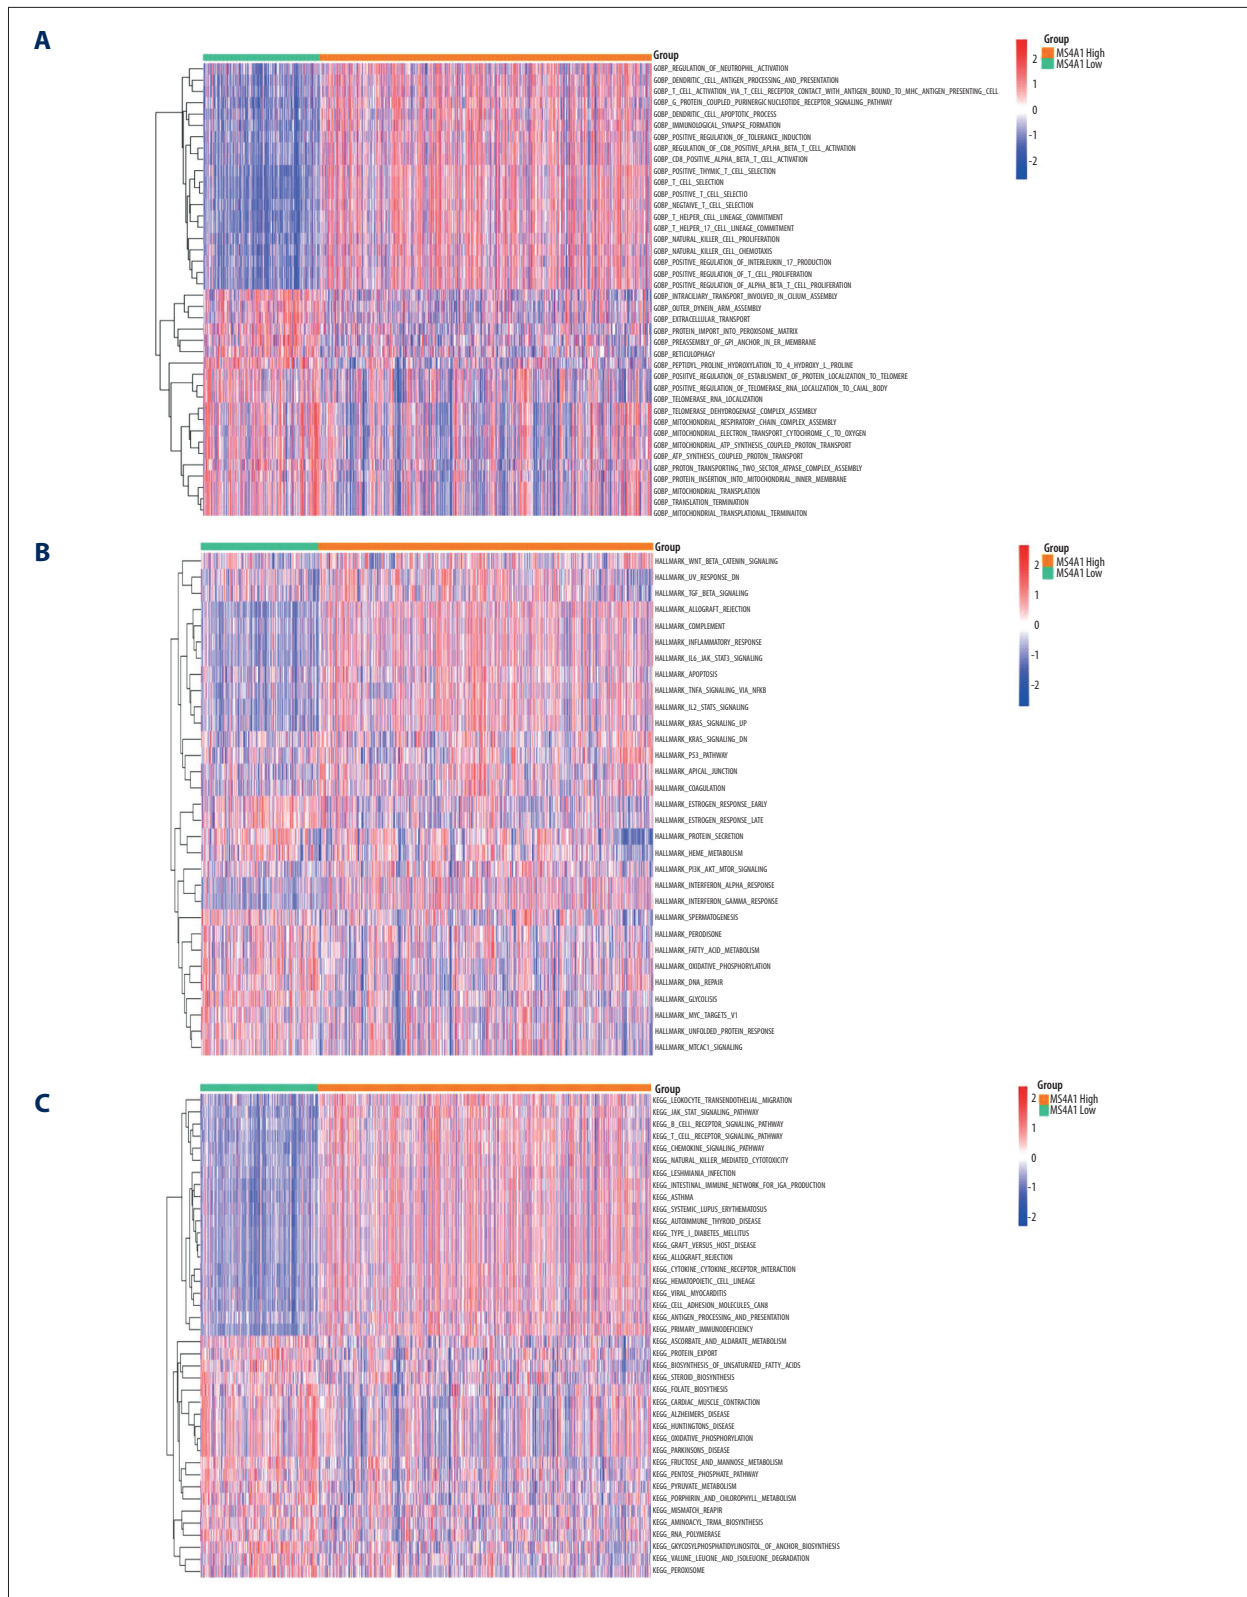 A
Group
GOBP_REGULATION_OF_NEUTROPHIL_ACTIVATION
GOBP_DENDRITIC_CELL_ANTIGEN_PROCESSING_AND_PRESENTATION
GOBP_T_CELL_ACTIVATION_VIA_T_CELL_RECEPTOR_CONTACT_WITH_ANTIGEN_BOUND_TO_MHC_ANTIGEN_PRESENTING_CELL
GOBP_G_PROTEIN_COUPLED_PURINERGIC NUCLEOTIDE_RECEPTOR_SIGNALING_PATHWAY
GOBP_DENDRITIC_CELL_APOPTOTIC_PROCESS
GOBP_IMMUNOLOGICAL_SYNAPSE_FORMATION
GOBP_POSITIVE_REGULATION_OF_TOLERANCE_INDUCTION
GOBP_REGULATION_OF_CD8_POSITIVE_APLHA_BETA_T_CELL_ACTIVATION
GOBP_CD8_POSITIVE_ALPHA_BETA_T_CELL_ACTIVATION
GOBP_POSITIVE_THYMIC_T_CELL_SELECTION
GOBP_T_CELL_SELECTION
GOBP_POSITIVE_T_CELL_SELECTIO
GOBP_NEGTAIVE_T_CELL_SELECTION
GOBP_T_HELPER_CELL_LINEAGE_COMMITMENT
GOBP_T_HELPER_17_CELL_LINEAGE_COMMITMENT
GOBP_NATURAL_KILLER_CELL_PROLIFERATION
GOBP_NATURAL_KILLER_CELL_CHEMOTAXIS
GOBP_POSITIVE_REGULATION_OF_INTERLEUKIN_17_PRODUCTION
GOBP_POSITIVE_REGULATION_OF_T_CELL_PROLIFERATION
GOBP_POSITIVE_REGULATION_OF_ALPHA_BETA_T_CELL_PROLIFERATION
GOBP_INTRACILIARY_TRANSPORT_INVOLVED_IN_CILIUM_ASSEMBLY
GOBP_OUTER_DYNEIN_ARM_ASSEMBLY
GOBP_EXTRACELLULAR_TRANSPORT
GOBP_PROTEIN_IMPORT_INTO_PEROXISOME_MATRIX
GOBP_PREASSEMBLY_OF_GPI_ANCHOR_IN_ER_MEMBRANE
GOBP_RETICULOPHAGY
GOBP_PEPTIDYL_PROLINE_HYDROXYLATION_TO_4_HYDROXY_L_PROLINE
GOBP_POSIITVE_REGULATION_OF_ESTABLISMENT_OF_PROTEIN_LOCALIZATION_TO_TELOMERE
GOBP_POSITIVE_REGULATION_OF_TELOMERASE_RNA_LOCALIZATION_TO_CAJAL_BODY
GOBP_TELOMERASE_RNA_LOCALIZATION
GOBP_TELOMERASE_DEHYDROGENASE_COMPLEX_ASSEMBLY
GOBP_MITOCHONDRIAL_RESPIRATORY_CHAIN_COMPLEX_ASSEMBLY
GOBP_MITOCHONDRIAL_ELECTRON_TRANSPORT_CYTOCHROME_C_TO_OXYGEN
GOBP_MITOCHONDRIAL_ATP_SYNTHESIS_COUPLED_PROTON_TRANSPORT
GOBP_ATP_SYNTHESIS_COUPLED_PROTON_TRANSPORT
GOBP_PROTON_TRANSPORTING_TWO_SECTOR_ATPASE_COMPLEX_ASSEMBLY
GOBP_PROTEIN_INSERTION_INTO_MITOCHONDRIAL_INNER_MEMBRANE
GOBP_MITOCHONDRIAL_TRANSPLATION
GOBP_TRANSLATION_TERMINATION
GOBP_MITOCHONDRIAL_TRANSPLATIONAL_TERMINAITON
2
1
0
-1
-2
Group
MS4A1 High
MS4A1 Low
B
Group
HALLMARK_WNT_BETA_CATENIN_SIGNALING
HALLMARK_UV_RESPONSE_DN
HALLMARK_TGF_BETA_SIGNALING
HALLMARK_ALLOGRAFT_REJECTION
HALLMARK_COMPLEMENT
HALLMARK_INFLAMMATORY_RESPONSE
HALLMARK_IL6_JAK_STAT3_SIGNALING
HALLMARK_APOPTOSIS
HALLMARK_TNFA_SIGNALING_VIA_NFKB
HALLMARK_IL2_STATS_SIGNALING
HALLMARK_KRAS_SIGNALING_UP
HALLMARK_KRAS_SIGNALING_DN
HALLMARK_PS3_PATHWAY
HALLMARK_APICAL_JUNCTION
HALLMARK_COAGULATION
HALLMARK_ESTROGEN_RESPONSE_EARLY
HALLMARK_ESTROGEN_RESPONSE_LATE
HALLMARK_PROTEIN_SECRETION
HALLMARK_HEME_METABOLISM
HALLMARK_PI3K_AKT_MTOR_SIGNALING
HALLMARK_INTERFERON_ALPHA_RESPONSE
HALLMARK_INTERFERON_GAMMA_RESPONSE
HALLMARK_SPERMATOGENESIS
HALLMARK_PERODISONE
HALLMARK_FATTY_ACID_METABOLISM
HALLMARK_OXIDATIVE_PHOSPHORYLATION
HALLMARK_DNA_REPAIR
HALLMARK_GLYCOLISIS
HALLMARK_MYC_TARGETS_V1
HALLMARK_UNFOLDED_PROTEIN_RESPONSE
HALLMARK_MTCAC1_SIGNALING
2
1
0
-1
-2
Group
MS4A1 High
MS4A1 Low
C
Group
KEGG_LEOKOCYTE_TRANSENDOTHELIAL_MIGRATION
KEGG_JAK_STAT_SIGNALING_PATHWAY
KEGG_B_CELL_RECEPTOR_SIGNALING_PATHWAY
KEGG_T_CELL_RECEPTOR_SIGNALING_PATHWAY
KEGG_CHEMOKINE_SIGNALING_PATHWAY
KEGG_NATURAL_KILLER_MEDIATED_CYTOTOXICITY
KEGG_LESHMIANIA_INFECTION
KEGG_INTESTINAL_IMMUNE_NETWORK_FOR_IGA_PRODUCTION
KEGG_ASTHMA
KEGG_SYSTEMIC_LUPUS_ERYTHEMATOSUS
KEGG_AUTOIMMUNE_THYROID_DISEASE
KEGG_TYPE_I_DIABETES_MELLITUS
KEGG_GRAFT_VERSUS_HOST_DISEASE
KEGG_ALLOGRAFT_REJECTION
KEGG_CYTOKINE_CYTOKINE_RECEPTOR_INTERACTION
KEGG_HEMATOPOIETIC_CELL_LINEAGE
KEGG_VIRAL_MYOCARDITIS
KEGG_CELL_ADHESION_MOLECULES_CAN8
KEGG_ANTIGEN_PROCESSING_AND_PRESENTATION
KEGG_PRIMARY_IMMUNODEFICIENCY
KEGG_ASCORBATE_AND_ALDARATE_METABOLISM
KEGG_PROTEIN_EXPORT
KEGG_BIOSYNTHESIS_OF_UNSATURATED_FATTY_ACIDS
KEGG_STEROID_BIOSYNTHESIS
KEGG_FOLATE_BIOSYTHESIS
KEGG_CARDIAC_MUSCLE_CONTRACTION
KEGG_ALZHEIMERS_DISEASE
KEGG_HUNTINGTONS_DISEASE
KEGG_OXIDATIVE_PHOSPHORYLATION
KEGG_PARKINSONS_DISEASE
KEGG_FRUCTOSE_AND_MANNOSE_METABOLISM
KEGG_PENTOSE_PHOSPHATE_PATHWAY
KEGG_PYRUVATE_METABOLISM
KEGG_PORPHIRIN_AND_CHLOROPHYLL_METABOLISM
KEGG_MISMATCH_REAPIR
KEGG_AMINOACYL_TRMA_BIOSYNTHESIS
KEGG_RNA_POLYMERASE
KEGG_GKYCOSYLPHOSPHATIDYLINOSITOL_OF_ANCHOR_BIOSYNTHESIS
KEGG_VALUNE_LEUCINE_AND_ISOLEUCINE_DEGRADATION
KEGG_PEROXISOME
2
1
0
-1
-2
Group
MS4A1 High
MS4A1 Low